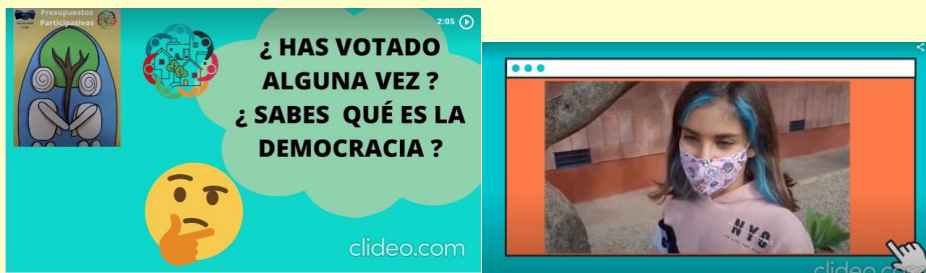 Presupuestos
Participativos
2:05
¿ HAS VOTADO
ALGUNA VEZ ?
¿ SABES QUÉ ES LA
DEMOCRACIA ?
clideo.com
NYC
clideo.com